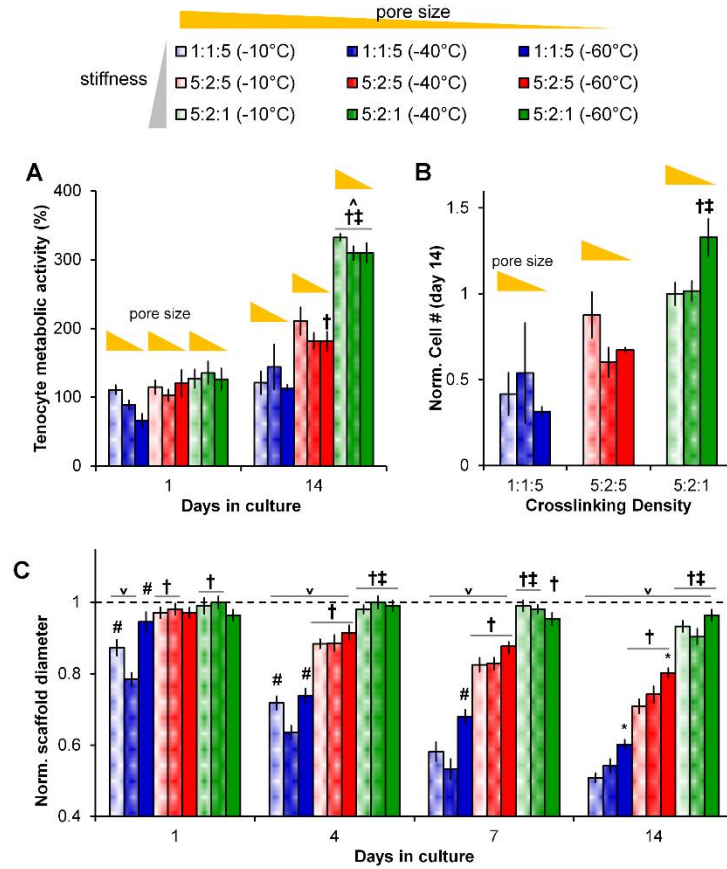 pore size
1:1:5 (-10°C) 1:1:5 (-40°C) 1:1:5 (-60°C)
stiffness
5:2:5 (-10°C) 5:2:5 (-40°C) 5:2:5 (-60°C)
5:2:1 (-10°C) 5:2:1 (-40°C) 5:2:1 (-60°C)
A
Tenocyte metabolic activity (%)
400
300
200
100
0
pore size
†
^
†‡
1 14
Days in culture
B
Norm. Cell # (day 14)
1.5
1
0.5
0
pore size
†‡
1:1:5 5:2:5 5:2:1
Crosslinking Density
C
Norm. scaffold diameter
1
0.8
0.6
0.4
# v # † †
# v # † †‡
v # † †‡ †
v * † * †‡
1 4 7 14
Days in culture